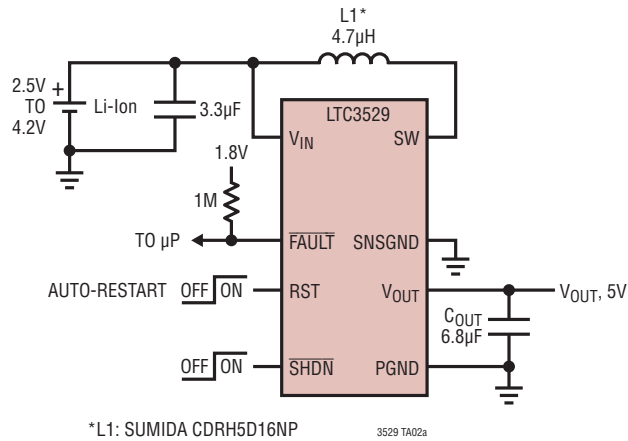 L1*
4.7µH
2.5V
TO
4.2V
+
Li-Ion
3.3µF
LTC3529
VIN
SW
1.8V
1M
TO µP
FAULT
SNSGND
AUTO-RESTART
OFF ON
RST
VOUT
VOUT, 5V
COUT
6.8µF
OFF ON
SHDN
PGND
*L1: SUMIDA CDRH5D16NP
3529 TA02a